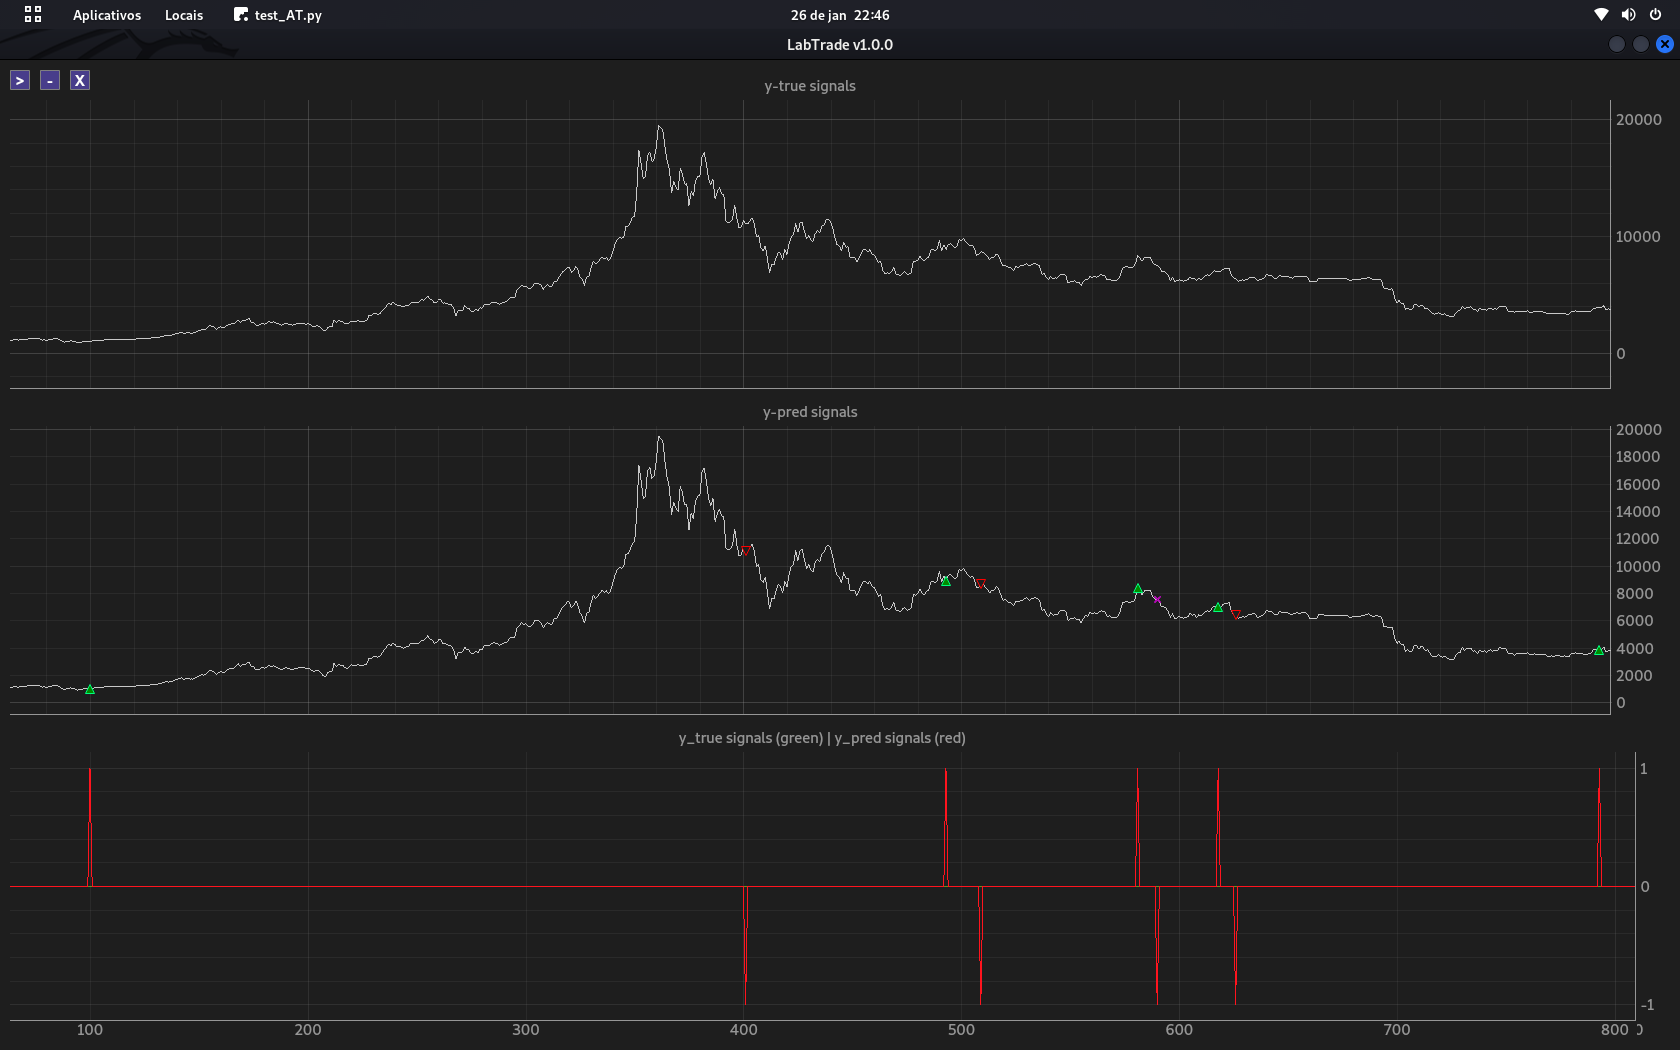 Aplicativos Locais test_AT.py 26 de jan 22:46
LabTrade v1.0.0
> - X
y-true signals
20000
10000
0
y-pred signals
20000
18000
16000
14000
12000
10000
8000
6000
4000
2000
0
y_true signals (green) | y_pred signals (red)
1
0
-1
100 200 300 400 500 600 700 800 0